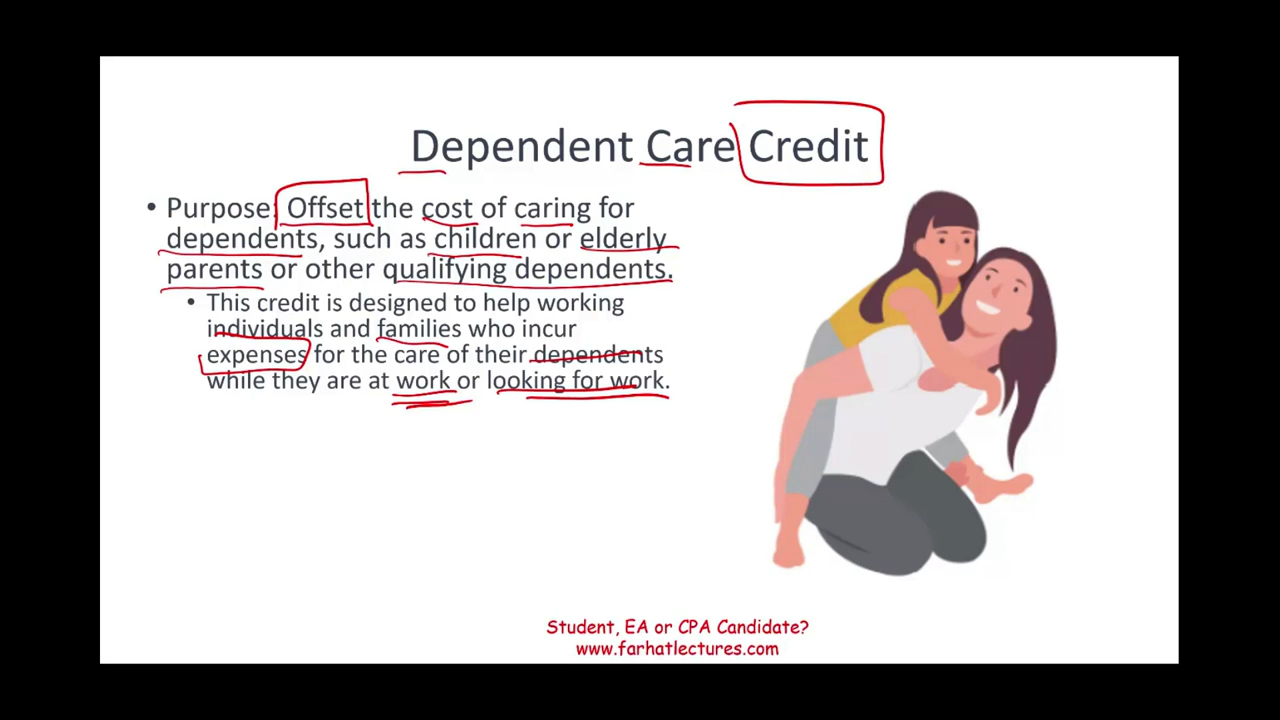 Dependent Care Credit
• Purpose: Offset the cost of caring for
dependents, such as children or elderly
parents or other qualifying dependents.
• This credit is designed to help working
individuals and families who incur
expenses for the care of their dependents
while they are at work or looking for work.
Student, EA or CPA Candidate?
www.farhatlectures.com